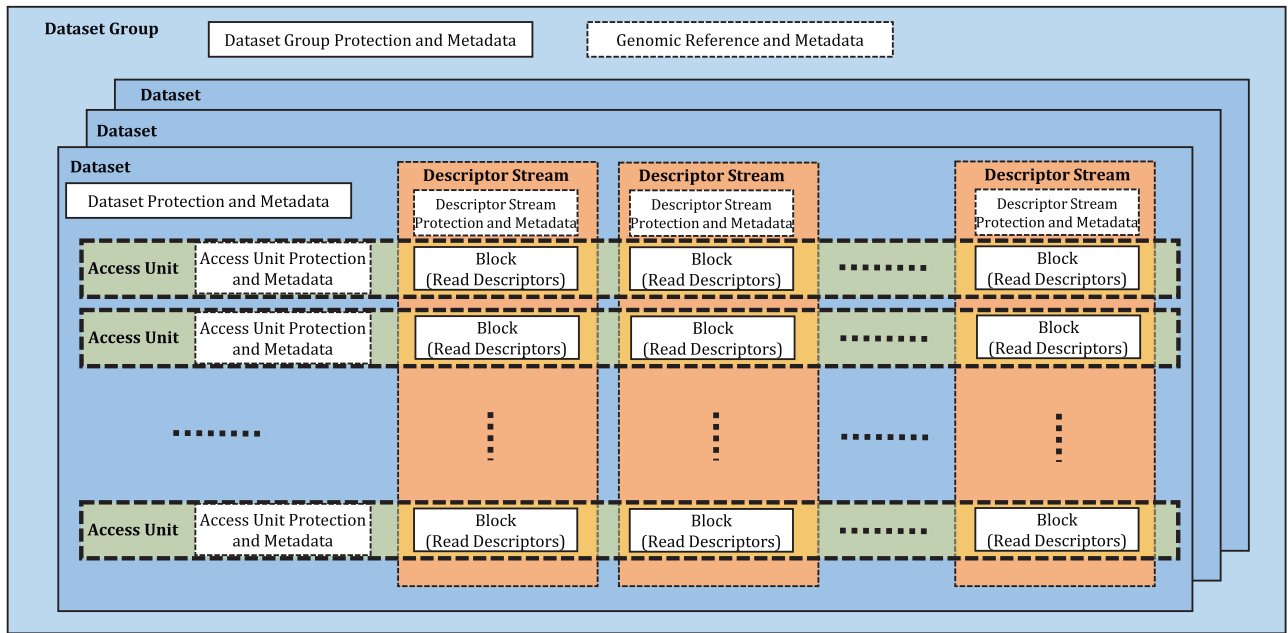 Dataset Group
Dataset Group Protection and Metadata
Genomic Reference and Metadata
Dataset
Dataset
Dataset
Dataset Protection and Metadata
Descriptor Stream
Descriptor Stream
Protection and Metadata
Descriptor Stream
Descriptor Stream
Protection and Metadata
Descriptor Stream
Descriptor Stream
Protection and Metadata
Access Unit
Access Unit Protection
and Metadata
Block
(Read Descriptors)
Block
(Read Descriptors)
Block
(Read Descriptors)
Access Unit
Access Unit Protection
and Metadata
Block
(Read Descriptors)
Block
(Read Descriptors)
Block
(Read Descriptors)
Access Unit
Access Unit Protection
and Metadata
Block
(Read Descriptors)
Block
(Read Descriptors)
Block
(Read Descriptors)